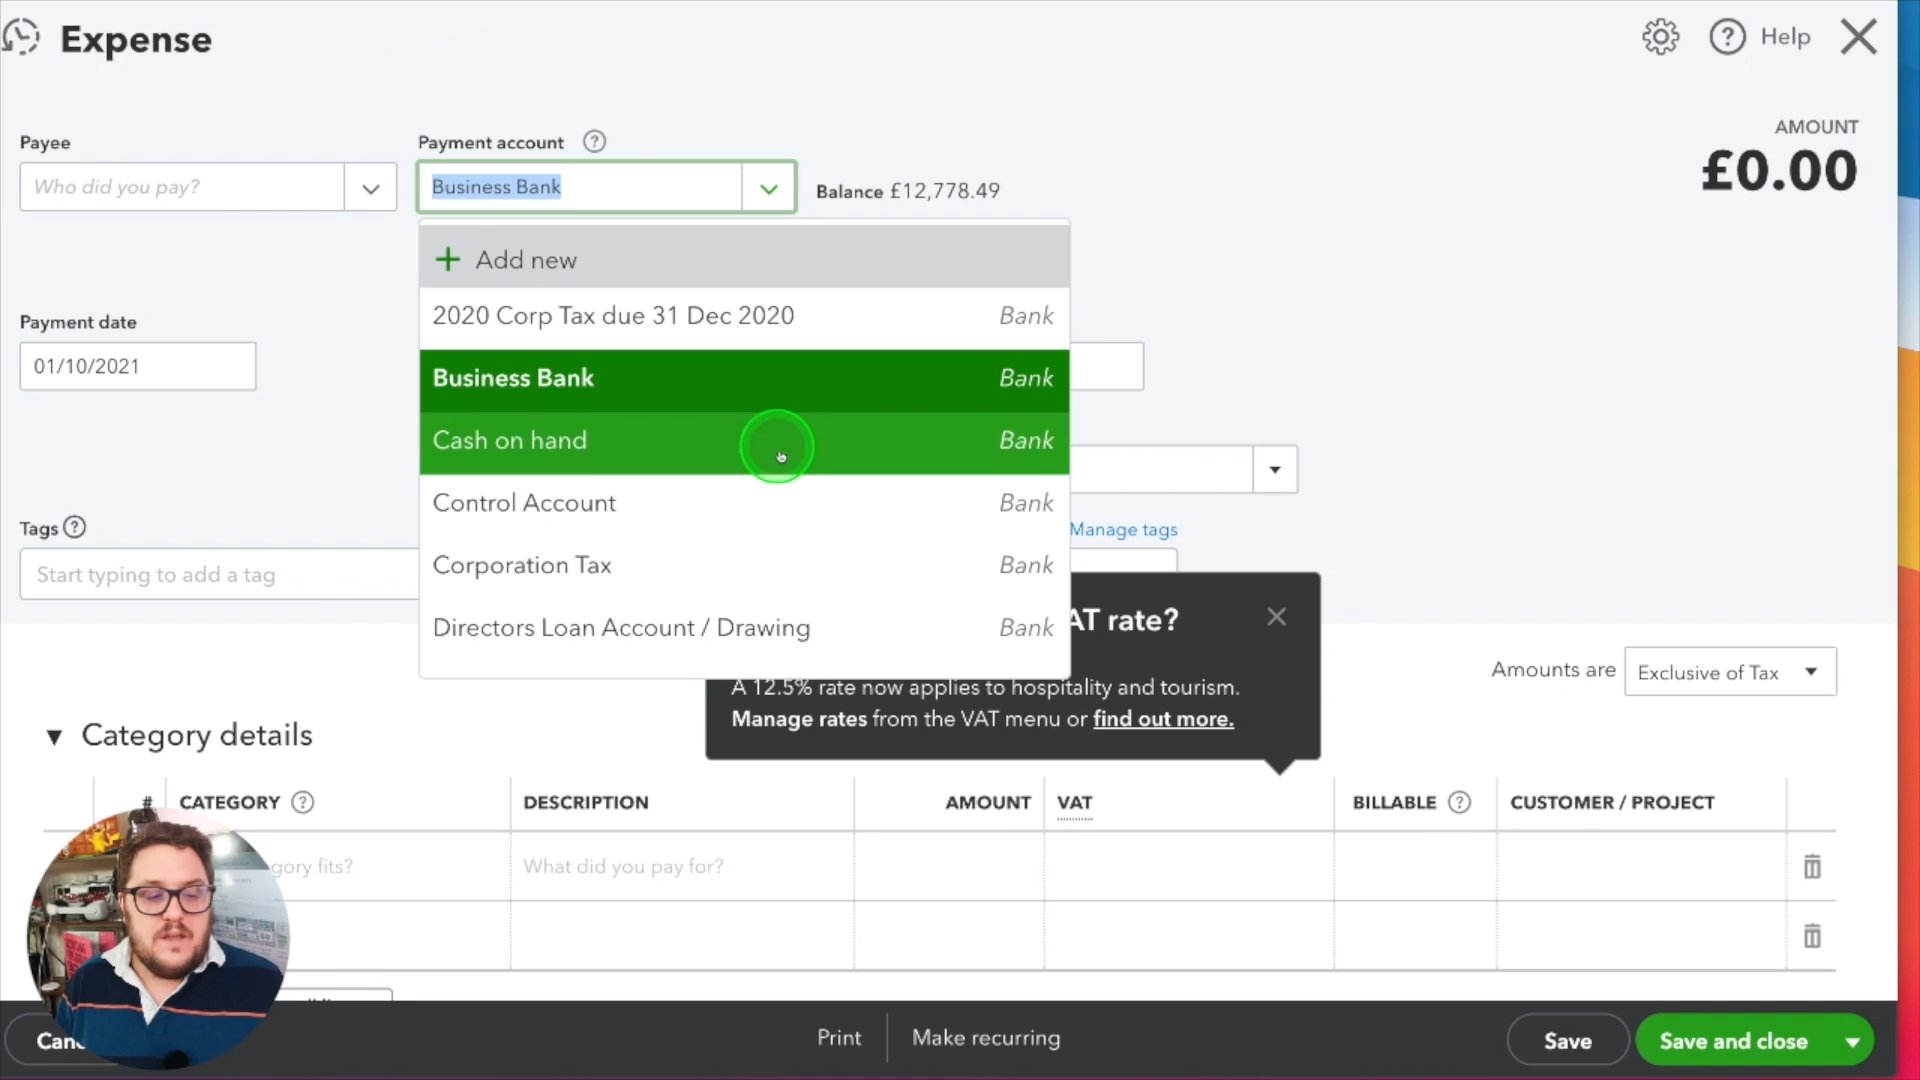 Expense
Help
Payee
Payment account
AMOUNT
£0.00
Who did you pay?
Business Bank
Balance £12,778.49
Add new
2020 Corp Tax due 31 Dec 2020 Bank
Payment date
01/10/2021
Business Bank Bank
Cash on hand Bank
Control Account Bank
Tags
Manage tags
Start typing to add a tag
Corporation Tax Bank
Directors Loan Account / Drawing Bank
AT rate?
A 12.5% rate now applies to hospitality and tourism.
Manage rates from the VAT menu or find out more.
Amounts are Exclusive of Tax
Category details
# CATEGORY DESCRIPTION AMOUNT VAT BILLABLE CUSTOMER / PROJECT
gory fits? What did you pay for?
Canc
Print
Make recurring
Save
Save and close